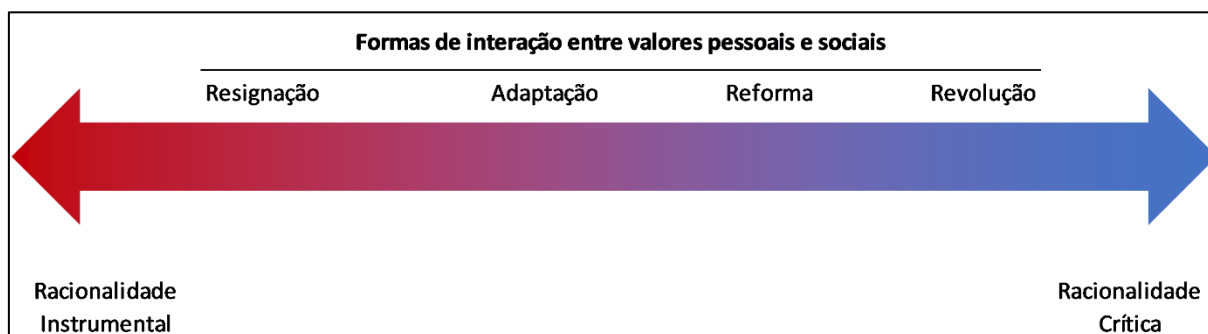 Formas de interação entre valores pessoais e sociais
Resignação Adaptação Reforma Revolução
Racionalidade Instrumental
Racionalidade Crítica